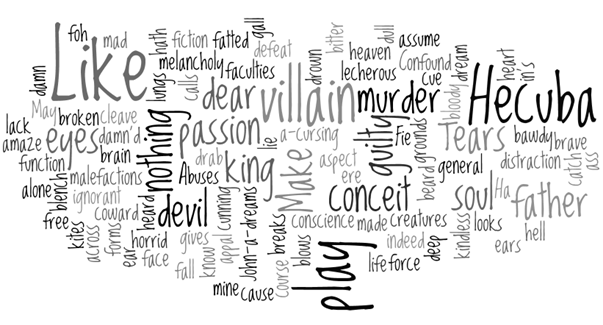 foh
mad
hath
fiction
fatted
gall
defeat
bitter
dull
assume
damn
Like
lungs
melancholy
calls
faculties
drown
heaven
lecherous
Confound
cue
dream
heart
in's
May
broken
cleave
dear
villain
murder
bloody
Hecuba
lack
amaze
eyes
damn'd
nothing
passion
lie
a-cursing
guilty
Fie
grounds
Tears
bawdy
brave
function
brain
drab
king
Make
aspect
ere
beard
general
distraction
catch
ass
alone
blench
malefactions
Abuses
conceit
soul
Ha
father
free
ignorant
coward
heard
devil
cunning
John-a-dreams
breaks
conscience
made
creatures
looks
kindless
hell
kites
across
forms
ear
horrid
gives
appal
course
blows
play
indeed
deep
ears
face
fall
know
mine
cause
life
force